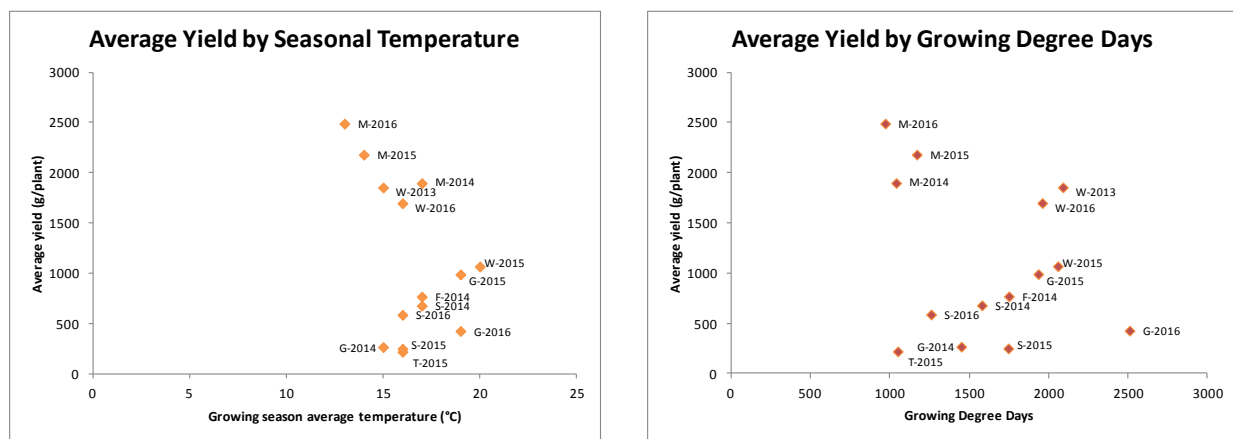 Average Yield by Seasonal Temperature
3000
2500
2000
1500
1000
500
0
Average yield (g/plant)
M-2016
M-2015
M-2014
W-2013
W-2016
W-2015
G-2015
F-2014
S-2014
S-2016
G-2016
G-2014
S-2015
T-2015
0 5 10 15 20 25
Growing season average temperature (°C)
Average Yield by Growing Degree Days
3000
2500
2000
1500
1000
500
0
Average yield (g/plant)
M-2016
M-2015
M-2014
W-2013
W-2016
W-2015
G-2015
F-2014
S-2014
S-2016
G-2016
G-2014
S-2015
T-2015
0 500 1000 1500 2000 2500 3000
Growing Degree Days